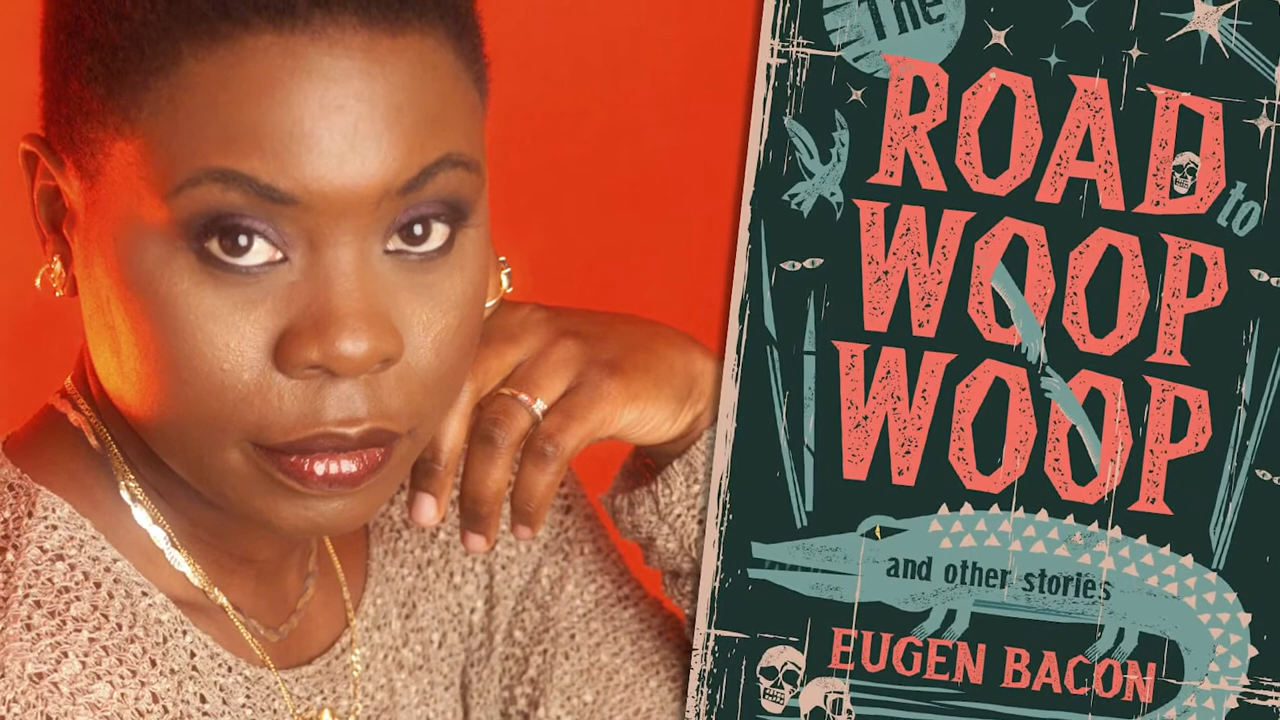 The
ROAD
to
WOOP
WOOP
and other stories
EUGEN BACON